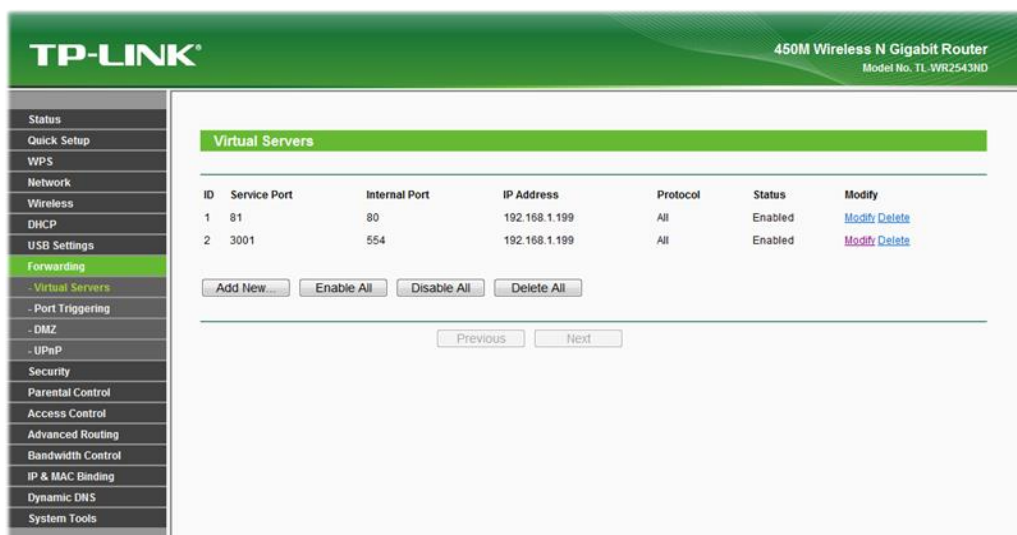 TP-LINK®
450M Wireless N Gigabit Router
Model No. TL-WR2543ND
Status
Quick Setup
WPS
Network
Wireless
DHCP
USB Settings
Forwarding
- Virtual Servers
- Port Triggering
- DMZ
- UPnP
Security
Parental Control
Access Control
Advanced Routing
Bandwidth Control
IP & MAC Binding
Dynamic DNS
System Tools
Virtual Servers
ID Service Port Internal Port IP Address Protocol Status Modify
1 81 80 192.168.1.199 All Enabled Modify Delete
2 3001 554 192.168.1.199 All Enabled Modify Delete
Add New... Enable All Disable All Delete All
Previous Next